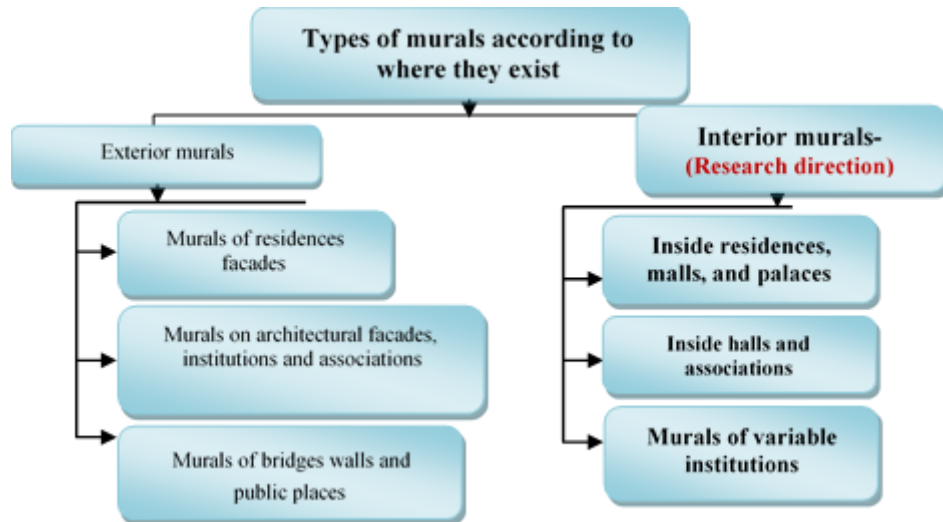 Types of murals according to
where they exist
Exterior murals
Murals of residences
facades
Murals on architectural facades,
institutions and associations
Murals of bridges walls and
public places
Interior murals-
(Research direction)
Inside residences,
malls, and palaces
Inside halls and
associations
Murals of variable
institutions